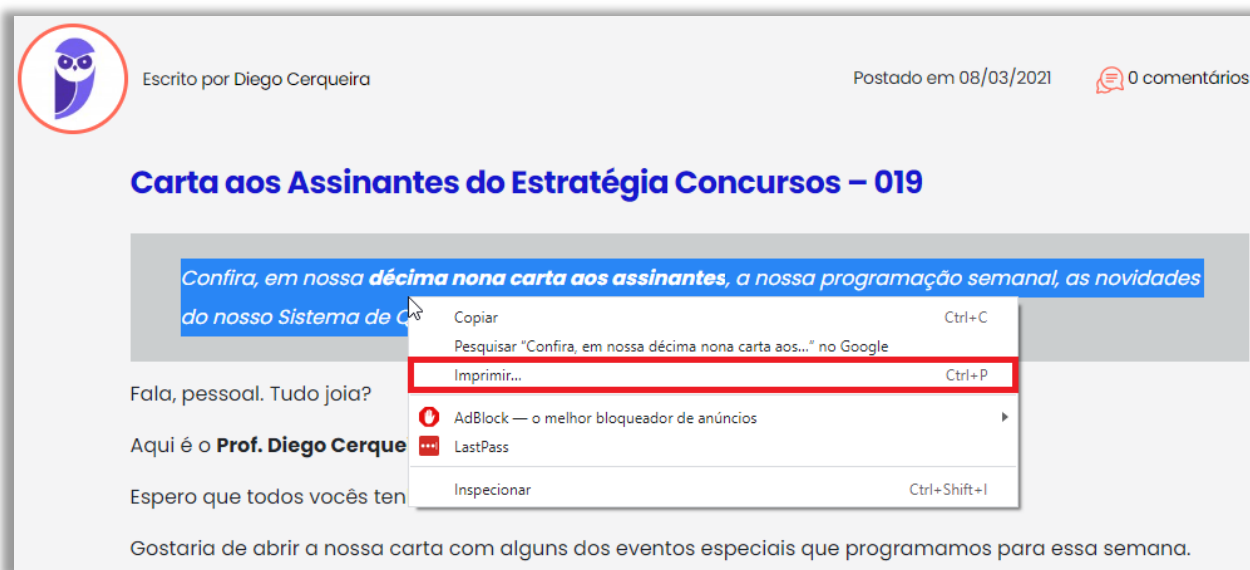 Escrito por Diego Cerqueira
Postado em 08/03/2021
0 comentários
Carta aos Assinantes do Estratégia Concursos – 019
Confira, em nossa décima nona carta aos assinantes, a nossa programação semanal, as novidades
do nosso Sistema de Q
Copiar Ctrl+C
Pesquisar “Confira, em nossa décima nona carta aos...” no Google
Imprimir... Ctrl+P
AdBlock — o melhor bloqueador de anúncios
LastPass
Inspecionar Ctrl+Shift+I
Fala, pessoal. Tudo joia?
Aqui é o Prof. Diego Cerque
Espero que todos vocês ten
Gostaria de abrir a nossa carta com alguns dos eventos especiais que programamos para essa semana.